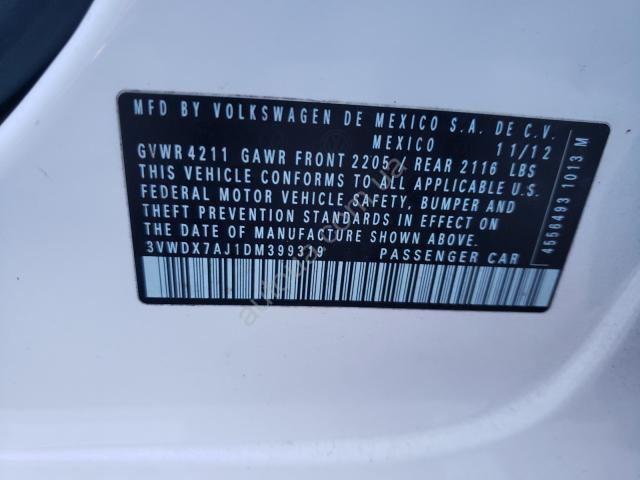 MFD BY VOLKSWAGEN DE MEXICO S.A. DE C.V.
MEXICO 11/12
GVWR 4211 GAWR FRONT 2205 / REAR 2116 LBS
THIS VEHICLE CONFORMS TO ALL APPLICABLE U.S.
FEDERAL MOTOR VEHICLE SAFETY, BUMPER AND
THEFT PREVENTION STANDARDS IN EFFECT ON
THE DATE OF MANUFACTURE SHOWN ABOVE
3VWDX7AJ1DM399319 PASSENGER CAR
4556493 1013 M